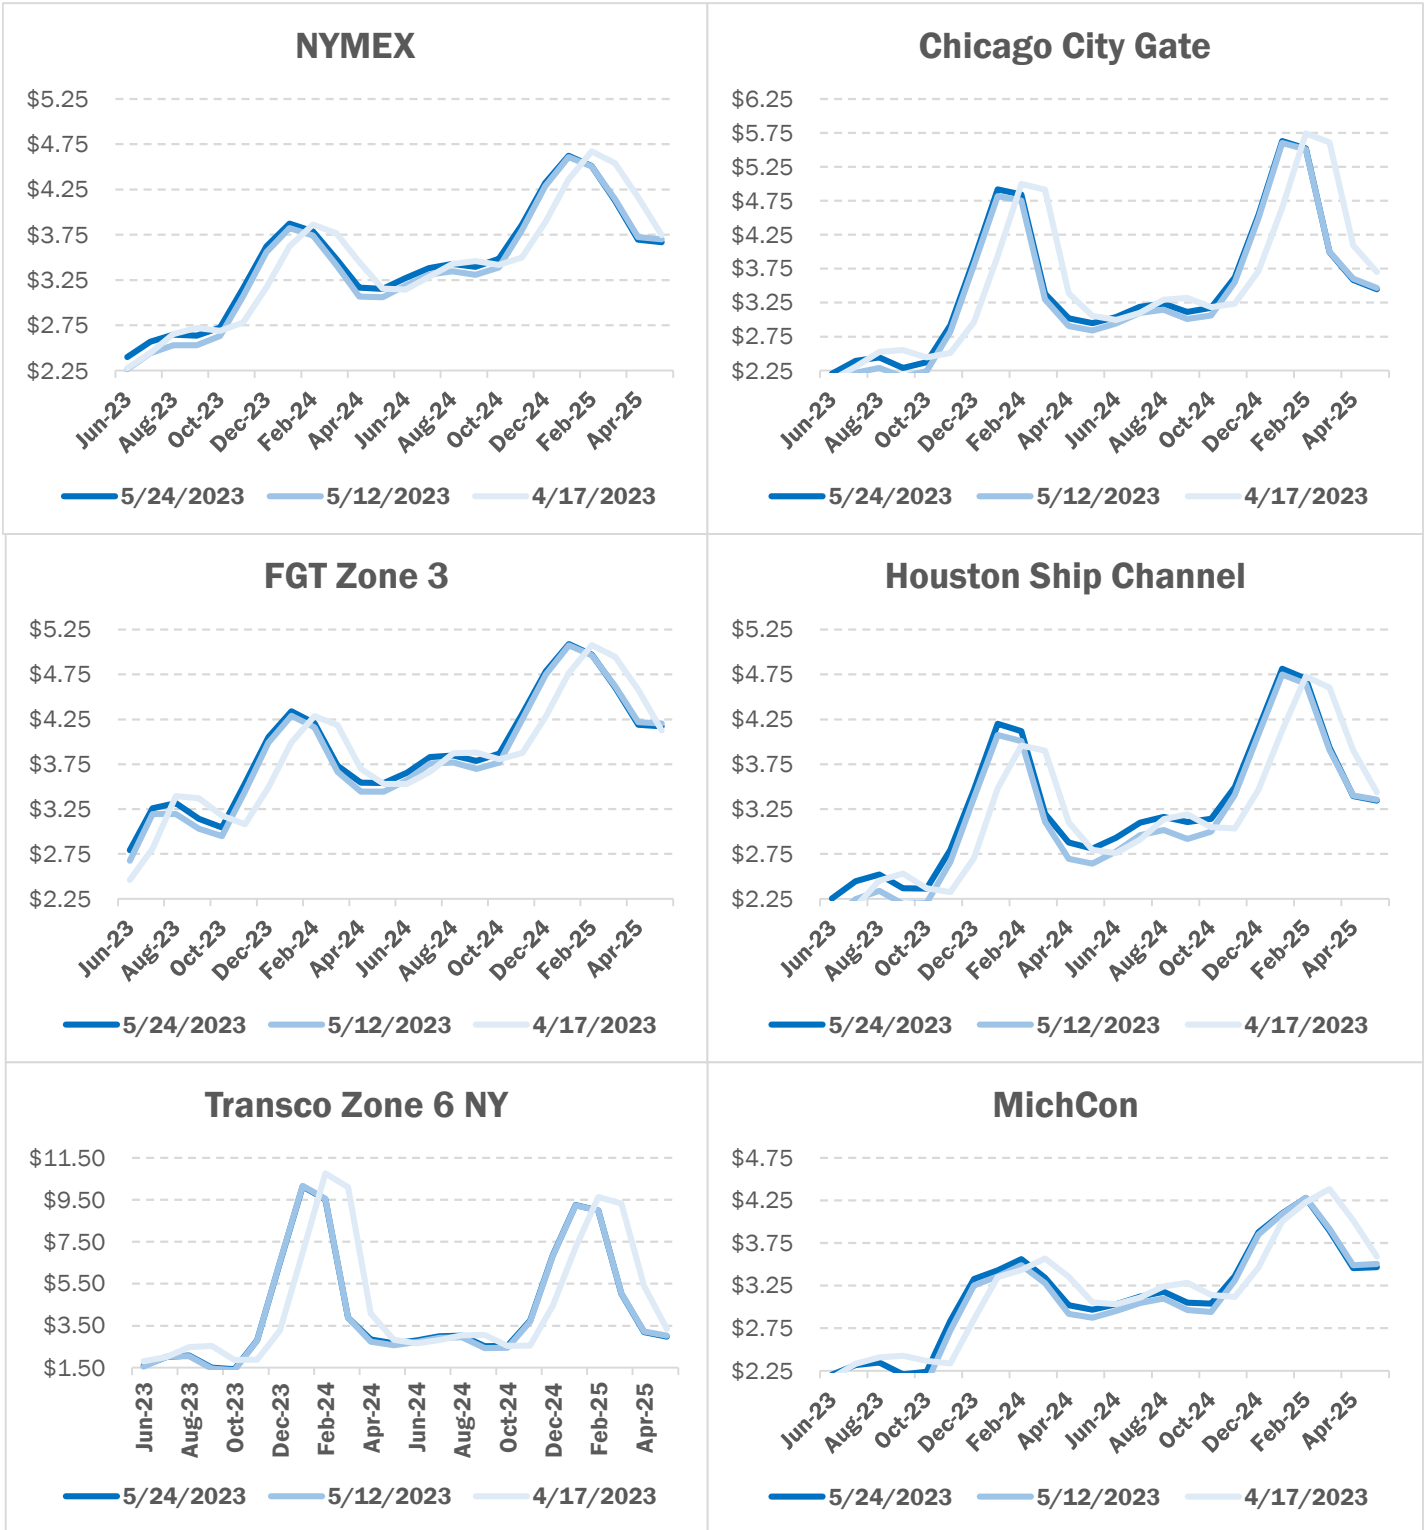 NYMEX
$5.25
$4.75
$4.25
$3.75
$3.25
$2.75
$2.25
Jun-23 Aug-23 Oct-23 Dec-23 Feb-24 Apr-24 Jun-24 Aug-24 Oct-24 Dec-24 Feb-25 Apr-25
5/24/2023 5/12/2023 4/17/2023
Chicago City Gate
$6.25
$5.75
$5.25
$4.75
$4.25
$3.75
$3.25
$2.75
$2.25
Jun-23 Aug-23 Oct-23 Dec-23 Feb-24 Apr-24 Jun-24 Aug-24 Oct-24 Dec-24 Feb-25 Apr-25
5/24/2023 5/12/2023 4/17/2023
FGT Zone 3
$5.25
$4.75
$4.25
$3.75
$3.25
$2.75
$2.25
Jun-23 Aug-23 Oct-23 Dec-23 Feb-24 Apr-24 Jun-24 Aug-24 Oct-24 Dec-24 Feb-25 Apr-25
5/24/2023 5/12/2023 4/17/2023
Houston Ship Channel
$5.25
$4.75
$4.25
$3.75
$3.25
$2.75
$2.25
Jun-23 Aug-23 Oct-23 Dec-23 Feb-24 Apr-24 Jun-24 Aug-24 Oct-24 Dec-24 Feb-25 Apr-25
5/24/2023 5/12/2023 4/17/2023
Transco Zone 6 NY
$11.50
$9.50
$7.50
$5.50
$3.50
$1.50
Jun-23 Aug-23 Oct-23 Dec-23 Feb-24 Apr-24 Jun-24 Aug-24 Oct-24 Dec-24 Feb-25 Apr-25
5/24/2023 5/12/2023 4/17/2023
MichCon
$4.75
$4.25
$3.75
$3.25
$2.75
$2.25
Jun-23 Aug-23 Oct-23 Dec-23 Feb-24 Apr-24 Jun-24 Aug-24 Oct-24 Dec-24 Feb-25 Apr-25
5/24/2023 5/12/2023 4/17/2023